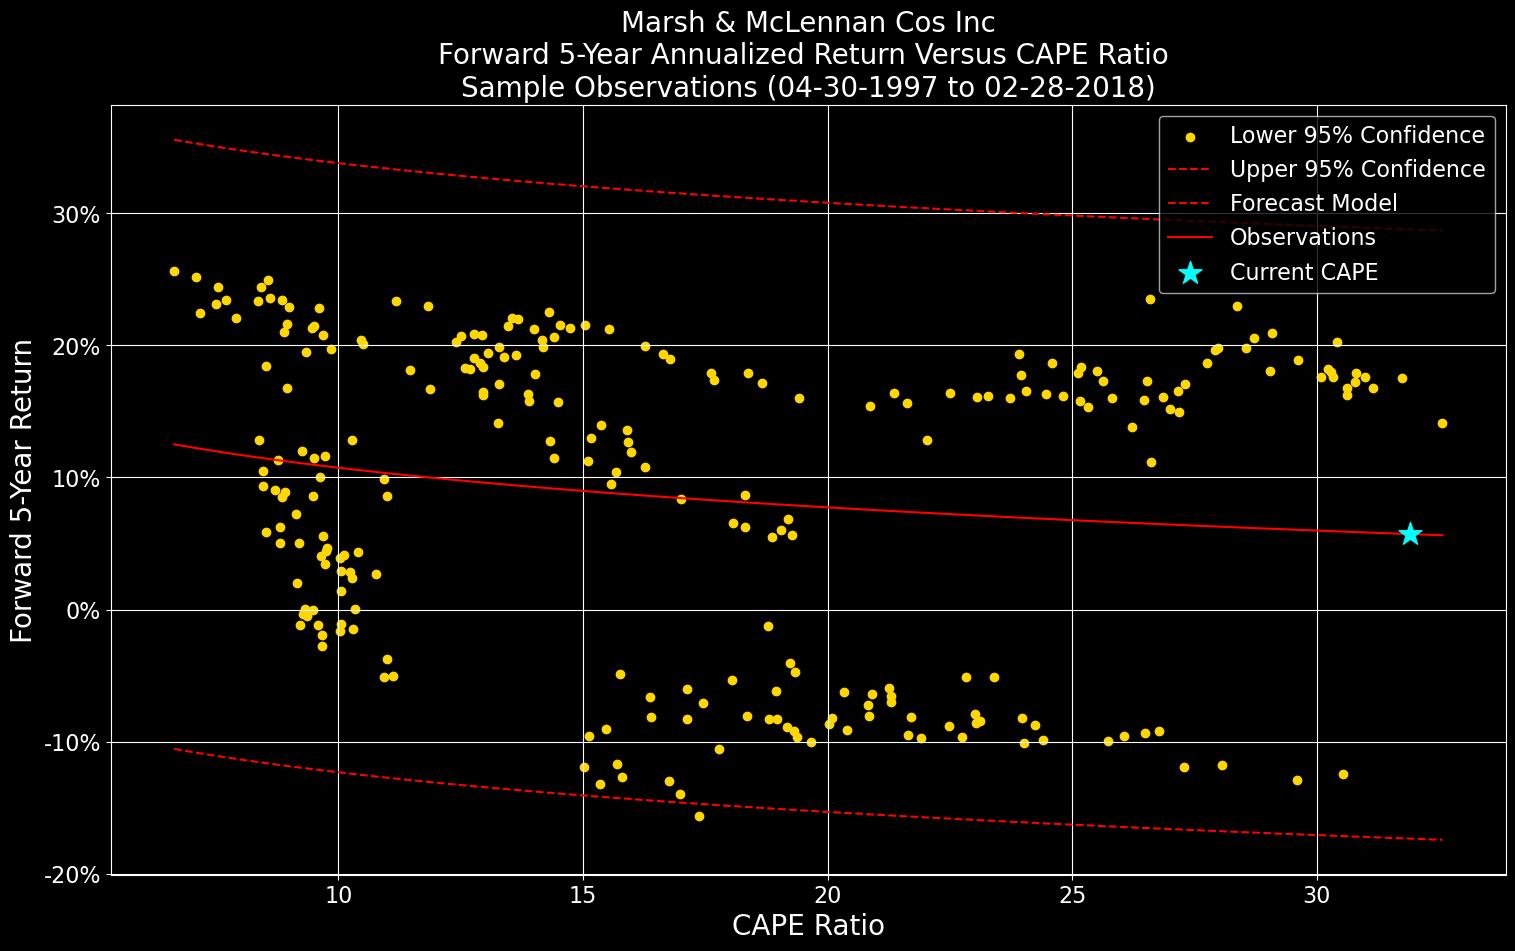 Marsh & McLennan Cos Inc
Forward 5-Year Annualized Return Versus CAPE Ratio
Sample Observations (04-30-1997 to 02-28-2018)
Lower 95% Confidence
Upper 95% Confidence
Forecast Model
Observations
Current CAPE
Forward 5-Year Return
30%
20%
10%
0%
-10%
-20%
10
15
20
25
30
CAPE Ratio